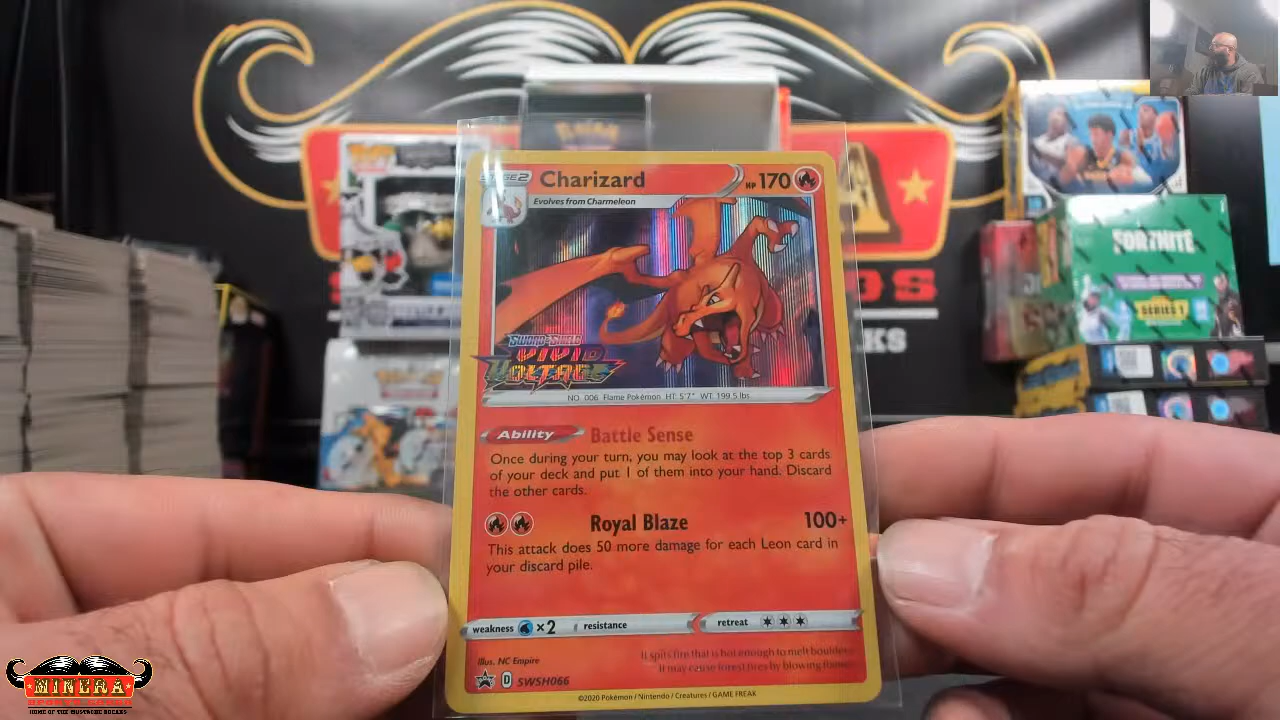 STAGE 2
Charizard
HP 170
Evolves from Charmeleon
SWORD & SHIELD
VIVID
VOLTAGE
NO. 006 Flame Pokémon HT: 5'7" WT: 199.5 lbs
Ability
Battle Sense
Once during your turn, you may look at the top 3 cards
of your deck and put 1 of them into your hand. Discard
the other cards.
Royal Blaze
100+
This attack does 50 more damage for each Leon card in
your discard pile.
weakness ×2
resistance
retreat
Illus. NC Empire
It spits fire that is hot enough to melt boulders.
It may cause forest fires by blowing flames.
D
SWSH066
©2020 Pokémon / Nintendo / Creatures / GAME FREAK
FORTNITE
SERIES 1
MINERA
SPORTS CARDS
HOME OF THE MUSTACHE BREAKS